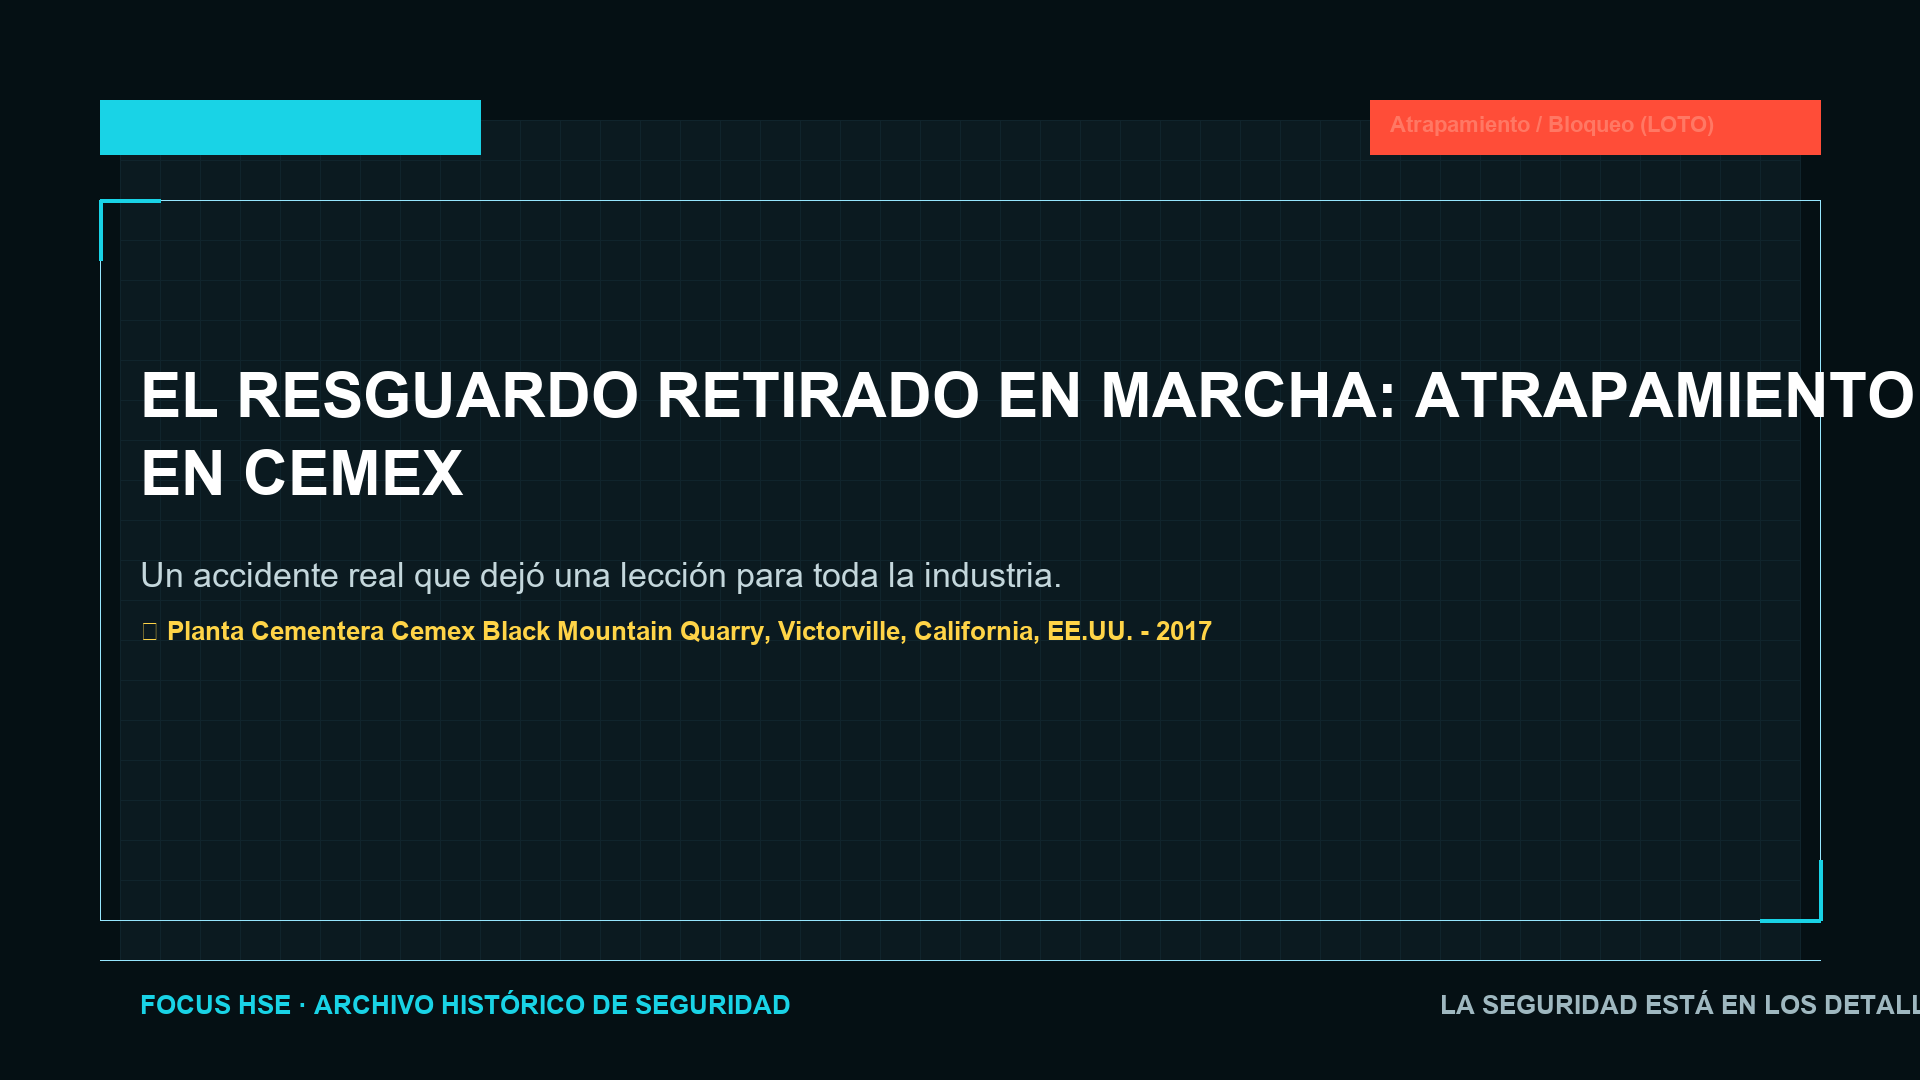 Atrapamiento / Bloqueo (LOTO)
EL RESGUARDO RETIRADO EN MARCHA: ATRAPAMIENTO
EN CEMEX
Un accidente real que dejó una lección para toda la industria.
Planta Cementera Cemex Black Mountain Quarry, Victorville, California, EE.UU. - 2017
FOCUS HSE · ARCHIVO HISTÓRICO DE SEGURIDAD
LA SEGURIDAD ESTÁ EN LOS DETALL